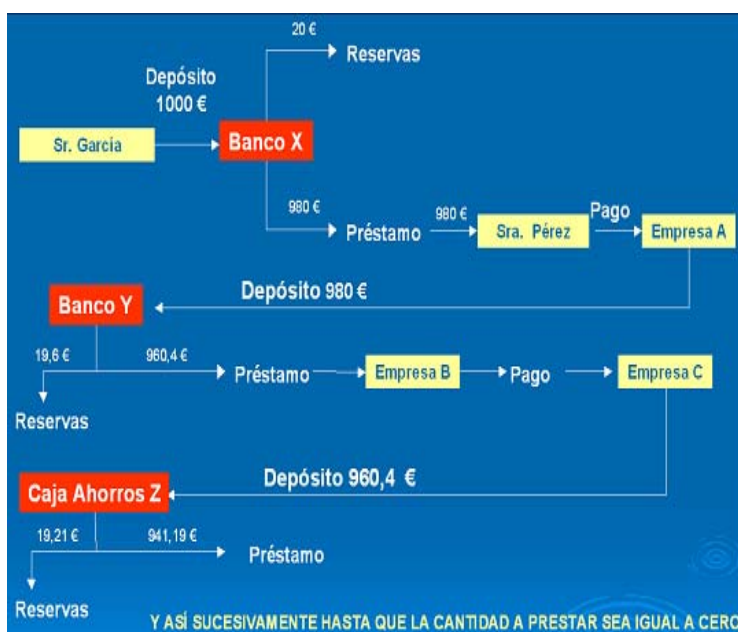 20 €
Reservas
Depósito
1000 €
Sr. García
Banco X
980 €
Préstamo
980 €
Sra. Pérez
Pago
Empresa A
Depósito 980 €
Banco Y
19,6 €
960,4 €
Préstamo
Empresa B
Pago
Empresa C
Reservas
Depósito 960,4 €
Caja Ahorros Z
19,21 €
941,19 €
Préstamo
Reservas
Y ASÍ SUCESIVAMENTE HASTA QUE LA CANTIDAD A PRESTAR SEA IGUAL A CERO